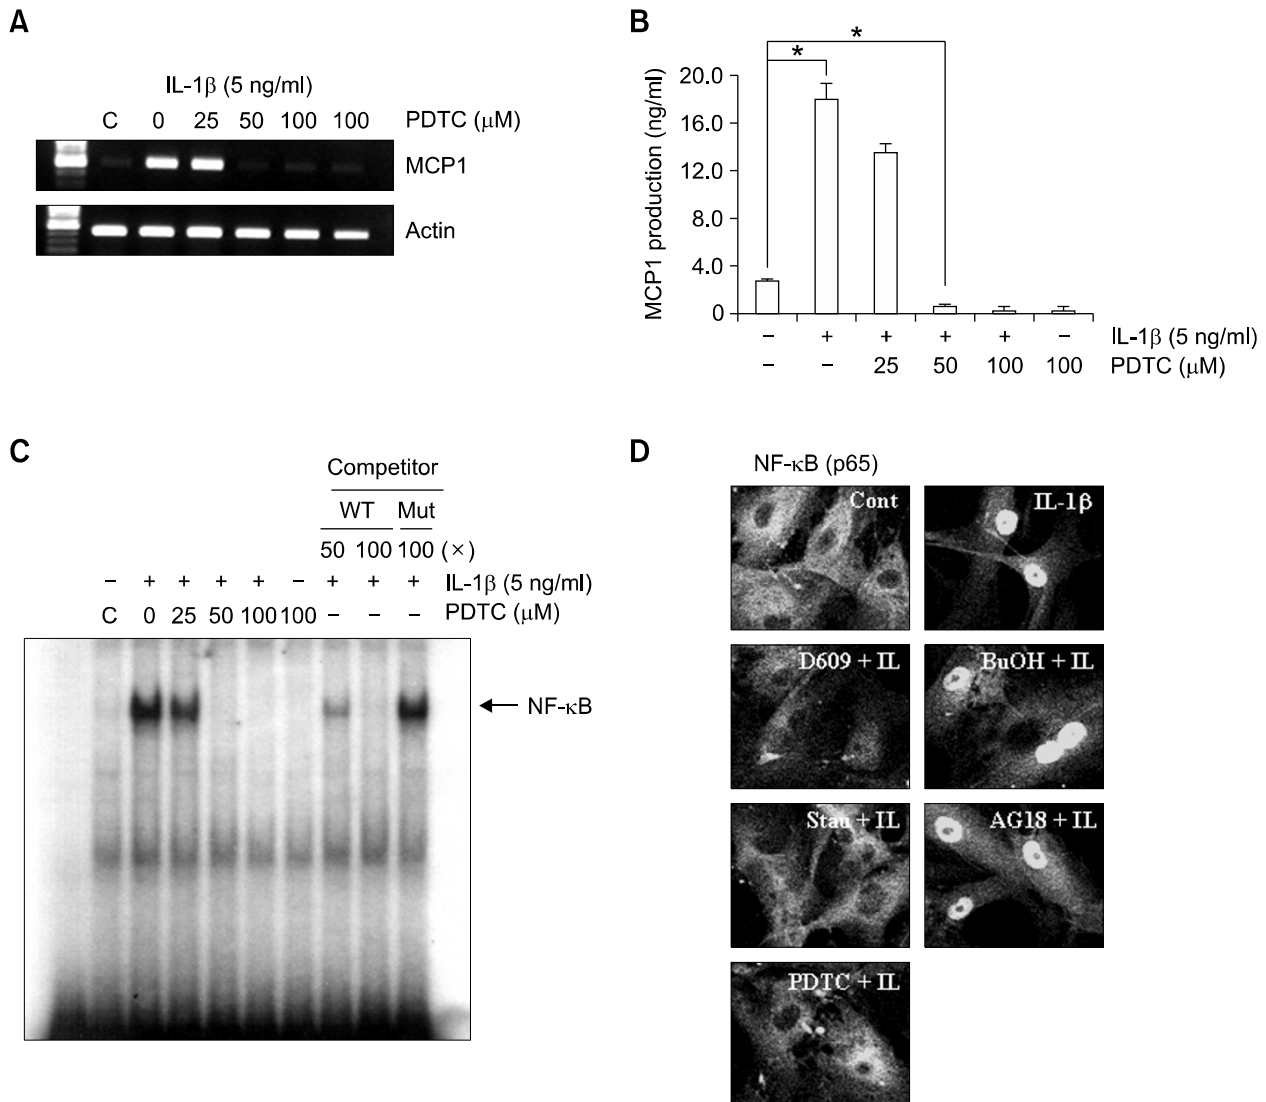 A
IL-1β (5 ng/ml)
C 0 25 50 100 100 PDTC (μM)
MCP1
Actin
B
* *
MCP1 production (ng/ml)
20.0
16.0
12.0
8.0
4.0
0
− + + + + − IL-1β (5 ng/ml)
− − 25 50 100 100 PDTC (μM)
C
Competitor
WT Mut
50 100 100 (×)
− + + + + − + + + IL-1β (5 ng/ml)
C 0 25 50 100 100 − − − PDTC (μM)
NF-κB
D
NF-κB (p65)
Cont IL-1β
D609 + IL BuOH + IL
Stau + IL AG18 + IL
PDTC + IL